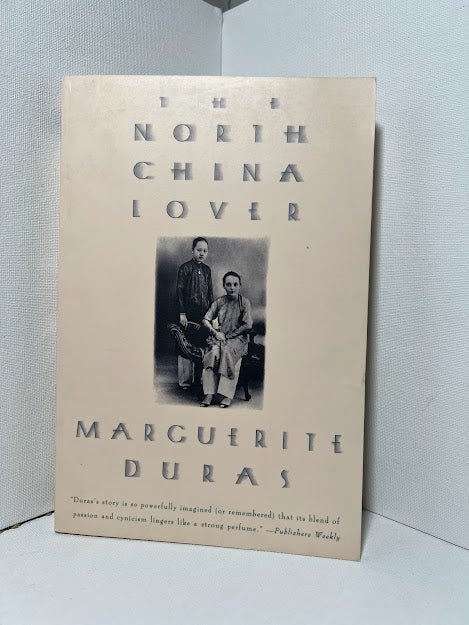 THE
NORTH
CHINA
LOVER
MARGUERITE
DURAS
"Duras's story is so powerfully imagined (or remembered) that its blend of
passion and cynicism lingers like a strong perfume." —Publishers Weekly